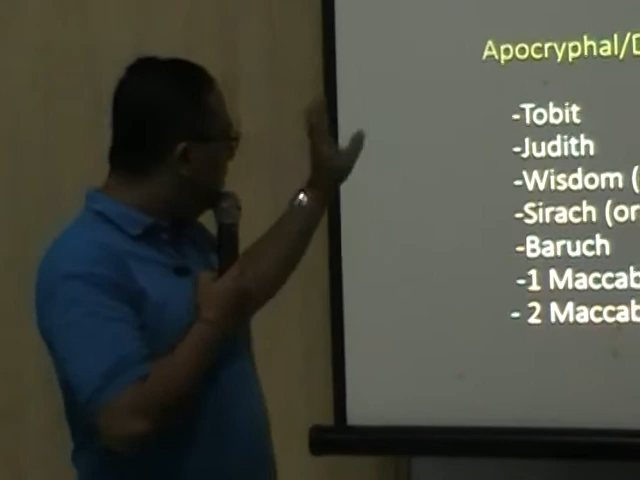 Apocryphal/D
-Tobit
-Judith
-Wisdom (
-Sirach (or
-Baruch
-1 Maccab
- 2 Maccab